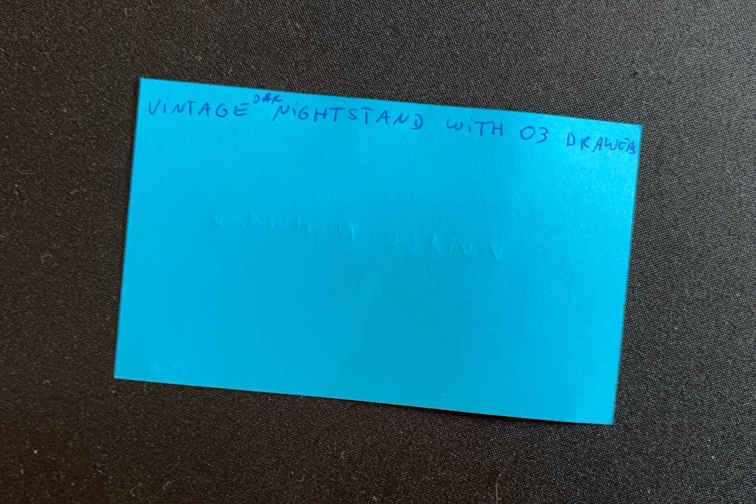 VINTAGE OAK NIGHTSTAND WITH 03 DRAWERS